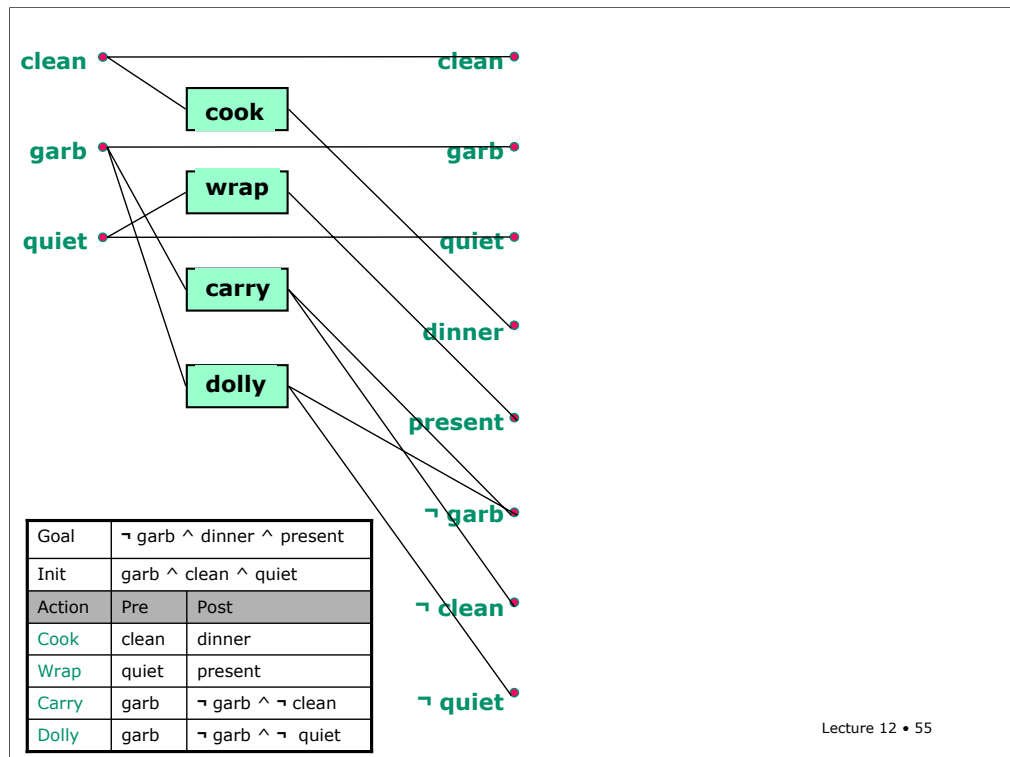 clean clean
cook
garb garb
wrap
quiet quiet
carry
dinner
dolly
present
¬ garb
¬ clean
¬ quiet
Goal ¬ garb ^ dinner ^ present
Init garb ^ clean ^ quiet
Action Pre Post
Cook clean dinner
Wrap quiet present
Carry garb ¬ garb ^ ¬ clean
Dolly garb ¬ garb ^ ¬ quiet
Lecture 12 • 55